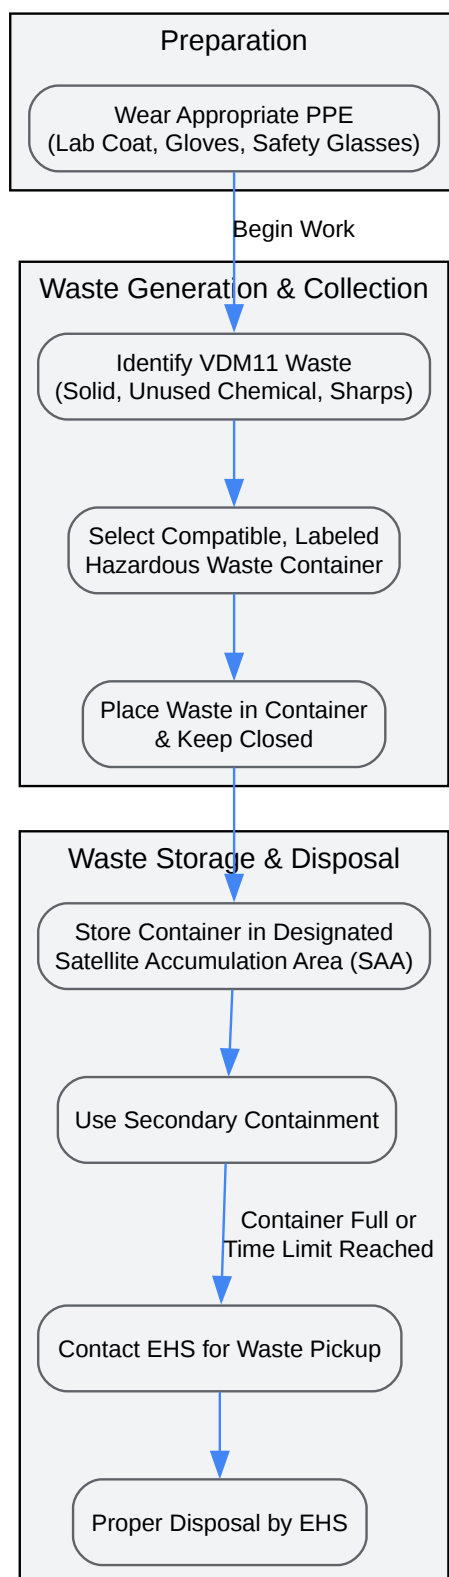 Preparation
Wear Appropriate PPE
(Lab Coat, Gloves, Safety Glasses)
Begin Work
Waste Generation & Collection
Identify VDM11 Waste
(Solid, Unused Chemical, Sharps)
Select Compatible, Labeled
Hazardous Waste Container
Place Waste in Container
& Keep Closed
Waste Storage & Disposal
Store Container in Designated
Satellite Accumulation Area (SAA)
Use Secondary Containment
Container Full or
Time Limit Reached
Contact EHS for Waste Pickup
Proper Disposal by EHS